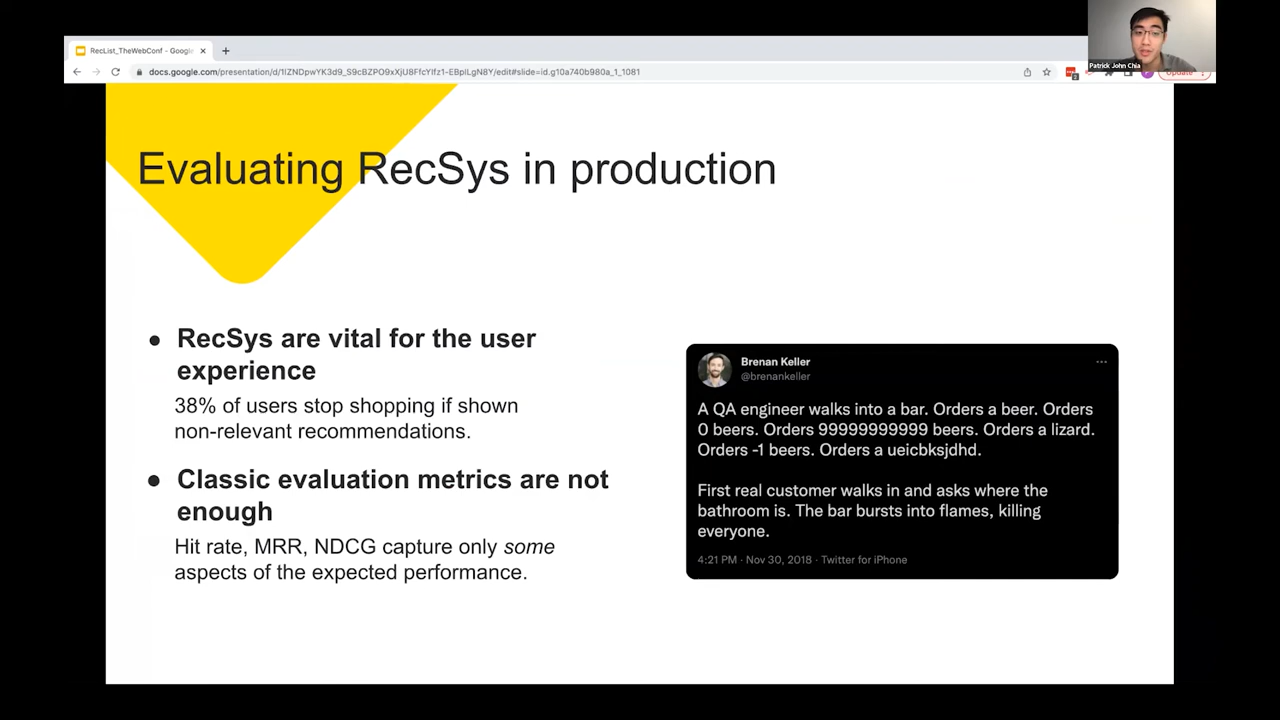 RecList_TheWebConf - Google
docs.google.com/presentation/d/1lZNDpwYK3d9_S9cBZPO9xXjU8FfcYIfz1-EBplLgN8Y/edit#slide=id.g10a740b980a_1_1081
Patrick John Chia
Update
Evaluating RecSys in production
● RecSys are vital for the user
experience
38% of users stop shopping if shown
non-relevant recommendations.
● Classic evaluation metrics are not
enough
Hit rate, MRR, NDCG capture only some
aspects of the expected performance.
Brenan Keller
@brenankeller
A QA engineer walks into a bar. Orders a beer. Orders
0 beers. Orders 99999999999 beers. Orders a lizard.
Orders -1 beers. Orders a ueicbksjdhd.
First real customer walks in and asks where the
bathroom is. The bar bursts into flames, killing
everyone.
4:21 PM · Nov 30, 2018 · Twitter for iPhone